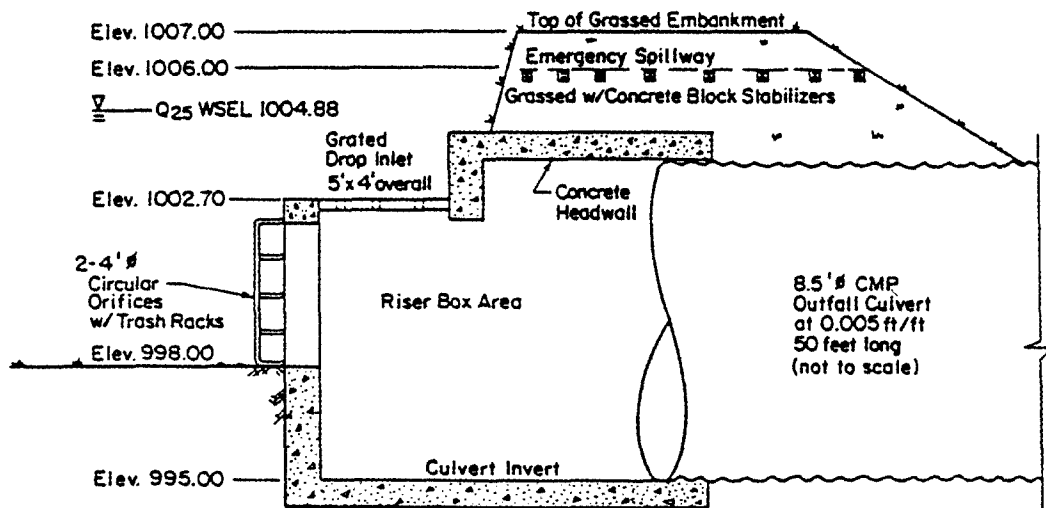 Elev. 1007.00
Top of Grassed Embankment
Elev. 1006.00
Emergency Spillway
Grassed w/Concrete Block Stabilizers
Q25 WSEL 1004.88
Grated
Drop Inlet
5'x4' overall
Elev. 1002.70
Concrete
Headwall
2-4'ø
Circular
Orifices
w/ Trash Racks
Riser Box Area
8.5'ø CMP
Outfall Culvert
at 0.005 ft/ft
50 feet long
(not to scale)
Elev. 998.00
Culvert Invert
Elev. 995.00